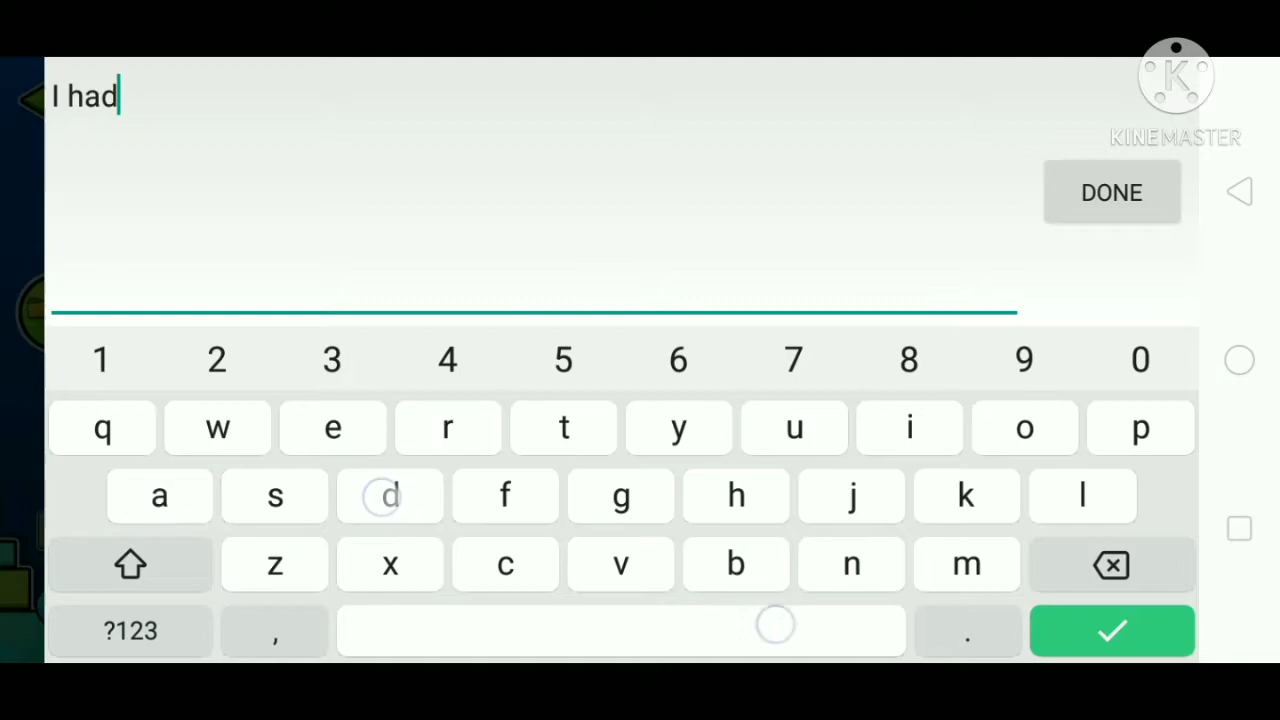 I had
KINEMASTER
DONE
1 2 3 4 5 6 7 8 9 0
q w e r t y u i o p
a s d f g h j k l
z x c v b n m
?123 , .